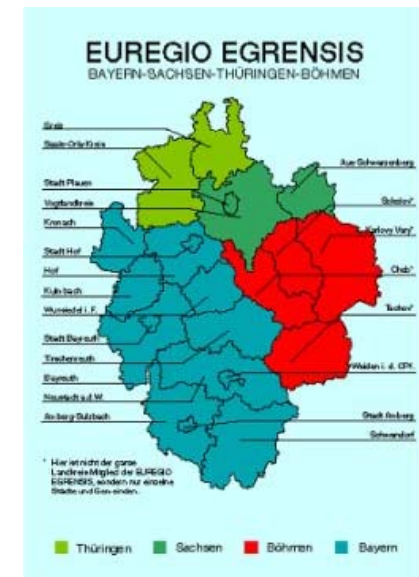 EUREGIO EGRENSIS
BAYERN-SACHSEN-THÜRINGEN-BÖHMEN
Greiz
Saale-Orla-Kreis
Aue-Schwarzenberg
Stadt Plauen
Sokolov*
Vogtlandkreis
Karlovy Vary*
Kronach
Stadt Hof
Hof
Cheb*
Kulmbach
Wunsiedel i. F.
Tachov*
Stadt Bayreuth
Tirschenreuth
Weiden i. d. OPf.
Bayreuth
Neustadt a.d.W.
Amberg-Sulzbach
Stadt Amberg
Schwandorf
* Hier ist nicht der ganze
Landkreis Mitglied der EUREGIO
EGRENSIS, sondern nur einzelne
Städte und Gemeinden.
Thüringen
Sachsen
Böhmen
Bayern